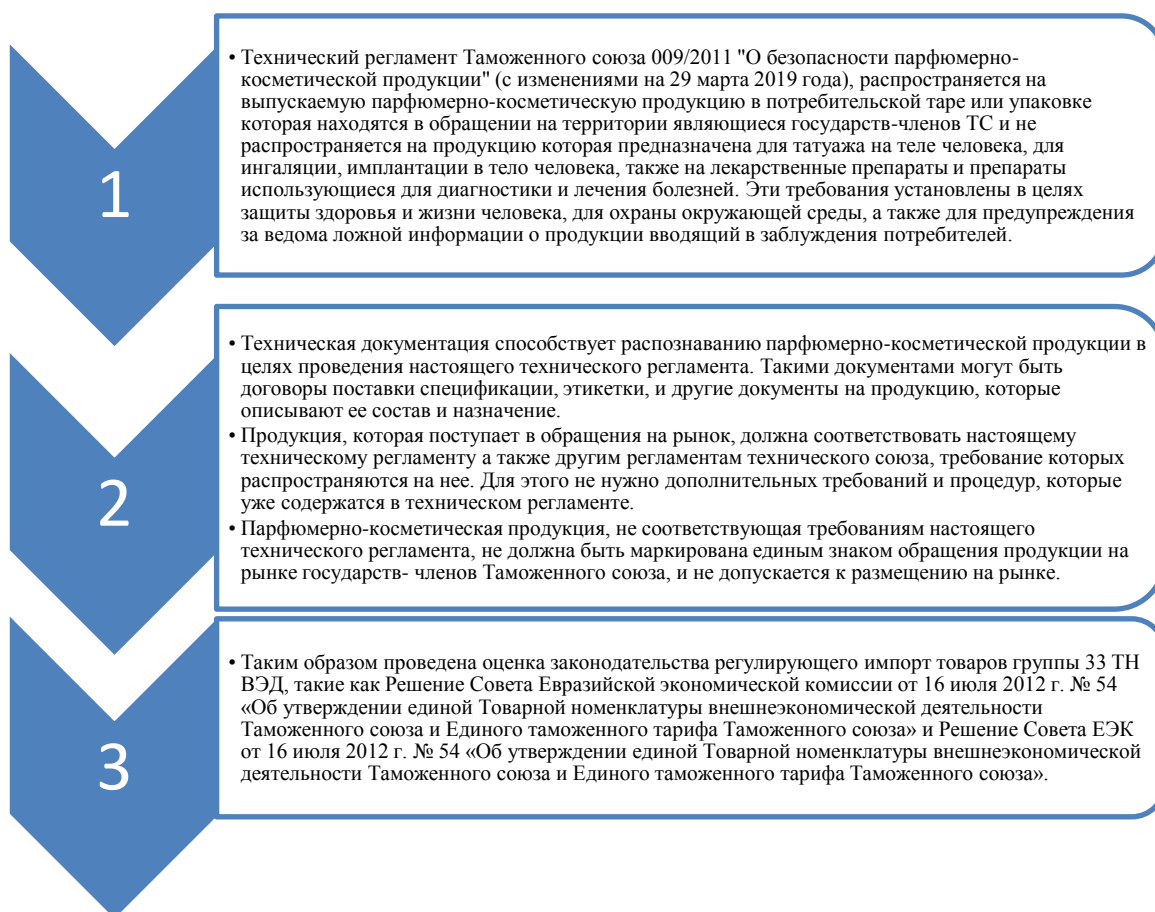 1
• Технический регламент Таможенного союза 009/2011 "О безопасности парфюмерно-
косметической продукции" (с изменениями на 29 марта 2019 года), распространяется на
выпускаемую парфюмерно-косметическую продукцию в потребительской таре или упаковке
которая находятся в обращении на территории являющиеся государств-членов ТС и не
распространяется на продукцию которая предназначена для татуажа на теле человека, для
ингаляции, имплантации в тело человека, также на лекарственные препараты и препараты
использующиеся для диагностики и лечения болезней. Эти требования установлены в целях
защиты здоровья и жизни человека, для охраны окружающей среды, а также для предупреждения
за ведома ложной информации о продукции вводящий в заблуждения потребителей.
2
• Техническая документация способствует распознаванию парфюмерно-косметической продукции в
целях проведения настоящего технического регламента. Такими документами могут быть
договоры поставки спецификации, этикетки, и другие документы на продукцию, которые
описывают ее состав и назначение.
• Продукция, которая поступает в обращения на рынок, должна соответствовать настоящему
техническому регламенту а также другим регламентам технического союза, требование которых
распространяются на нее. Для этого не нужно дополнительных требований и процедур, которые
уже содержатся в техническом регламенте.
• Парфюмерно-косметическая продукция, не соответствующая требованиям настоящего
технического регламента, не должна быть маркирована единым знаком обращения продукции на
рынке государств- членов Таможенного союза, и не допускается к размещению на рынке.
3
• Таким образом проведена оценка законодательства регулирующего импорт товаров группы 33 ТН
ВЭД, такие как Решение Совета Евразийской экономической комиссии от 16 июля 2012 г. № 54
«Об утверждении единой Товарной номенклатуры внешнеэкономической деятельности
Таможенного союза и Единого таможенного тарифа Таможенного союза» и Решение Совета ЕЭК
от 16 июля 2012 г. № 54 «Об утверждении единой Товарной номенклатуры внешнеэкономической
деятельности Таможенного союза и Единого таможенного тарифа Таможенного союза».